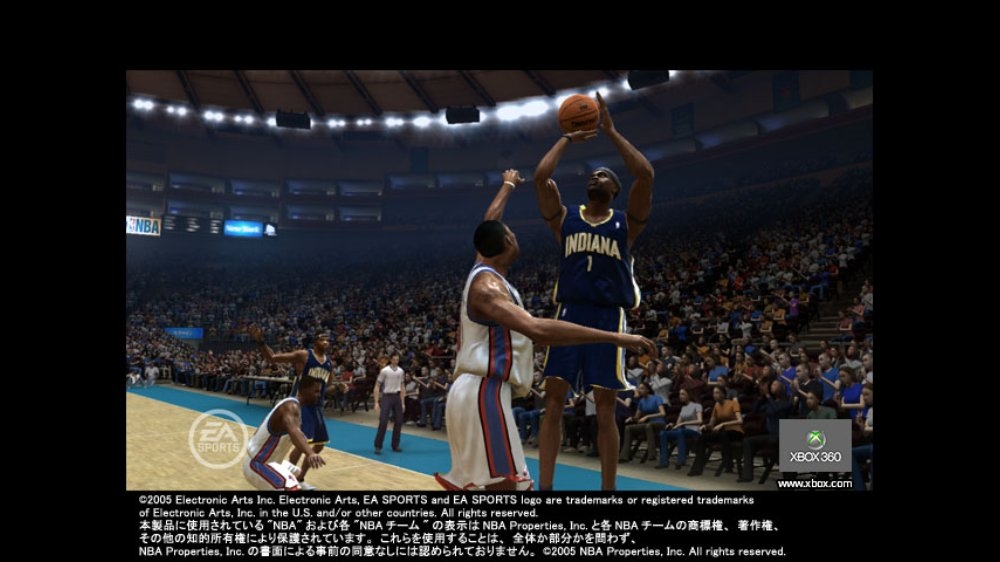 NBA
INDIANA
1
INDIANA
EA
SPORTS
XBOX 360
www.xbox.com
©2005 Electronic Arts Inc. Electronic Arts, EA SPORTS and EA SPORTS logo are trademarks or registered trademarks
of Electronic Arts, Inc. in the U.S. and/or other countries. All rights reserved.
本製品に使用されている"NBA"および各"NBA チーム "の表示は NBA Properties, Inc. と各 NBA チームの商標権、著作権、
その他の知的所有権により保護されています。これらを使用することは、全体か部分かを問わず、
NBA Properties, Inc. の書面による事前の同意なしには認められておりません。©2005 NBA Properties, Inc. All rights reserved.